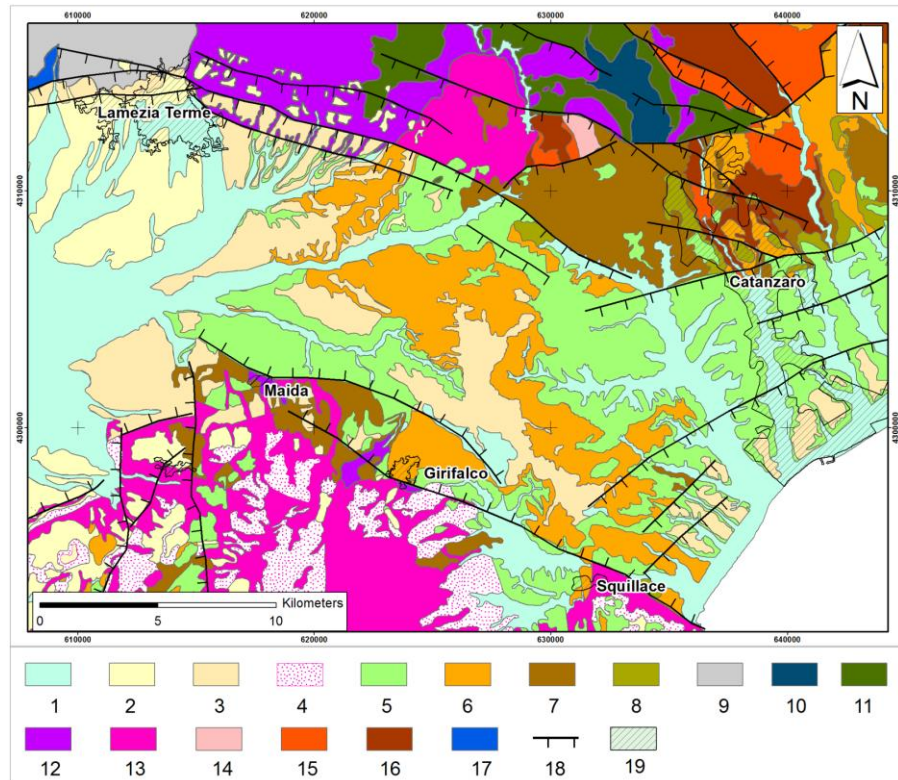 610000 620000 630000 640000
N
Lamezia Terme
4310000 4310000
Catanzaro
Maida
4300000 4300000
Girifalco
Squillace
Kilometers
0 5 10
610000 620000 630000 640000
1 2 3 4 5 6 7 8 9 10 11
12 13 14 15 16 17 18 19